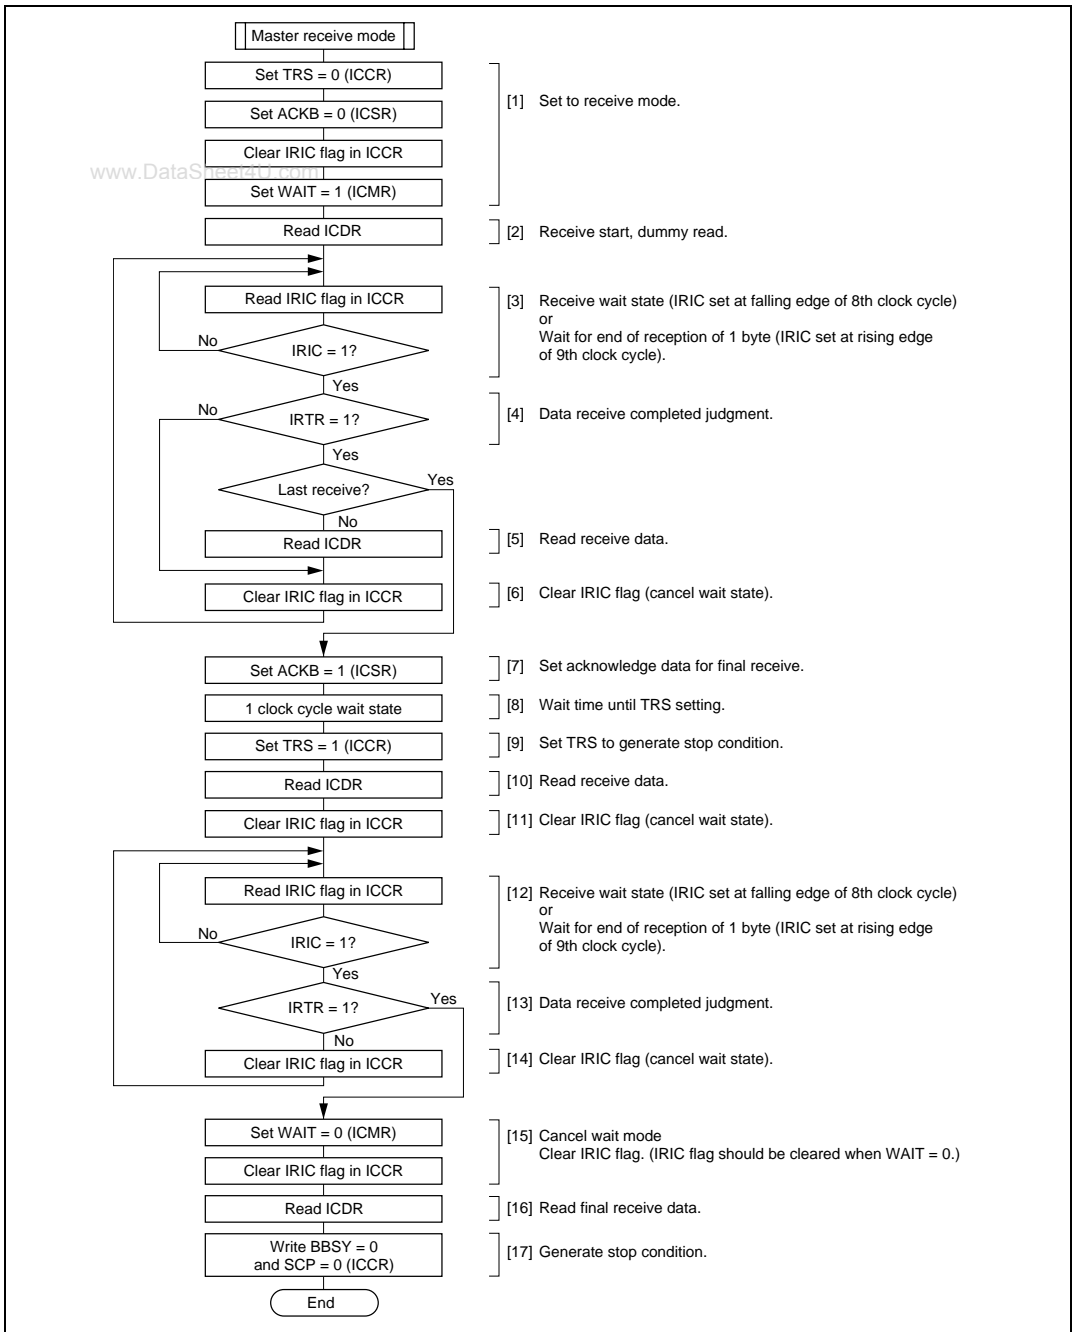 Master receive mode
Set TRS = 0 (ICCR)
[1] Set to receive mode.
Set ACKB = 0 (ICSR)
Clear IRIC flag in ICCR
www.DataSheet4U.com
Set WAIT = 1 (ICMR)
Read ICDR
[2] Receive start, dummy read.
Read IRIC flag in ICCR
[3] Receive wait state (IRIC set at falling edge of 8th clock cycle)
or
Wait for end of reception of 1 byte (IRIC set at rising edge
of 9th clock cycle).
No
IRIC = 1?
Yes
No
IRTR = 1?
[4] Data receive completed judgment.
Yes
Last receive?
Yes
No
Read ICDR
[5] Read receive data.
Clear IRIC flag in ICCR
[6] Clear IRIC flag (cancel wait state).
Set ACKB = 1 (ICSR)
[7] Set acknowledge data for final receive.
1 clock cycle wait state
[8] Wait time until TRS setting.
Set TRS = 1 (ICCR)
[9] Set TRS to generate stop condition.
Read ICDR
[10] Read receive data.
Clear IRIC flag in ICCR
[11] Clear IRIC flag (cancel wait state).
Read IRIC flag in ICCR
[12] Receive wait state (IRIC set at falling edge of 8th clock cycle)
or
Wait for end of reception of 1 byte (IRIC set at rising edge
of 9th clock cycle).
No
IRIC = 1?
Yes
IRTR = 1?
Yes
[13] Data receive completed judgment.
No
Clear IRIC flag in ICCR
[14] Clear IRIC flag (cancel wait state).
Set WAIT = 0 (ICMR)
[15] Cancel wait mode
Clear IRIC flag. (IRIC flag should be cleared when WAIT = 0.)
Clear IRIC flag in ICCR
Read ICDR
[16] Read final receive data.
Write BBSY = 0
and SCP = 0 (ICCR)
[17] Generate stop condition.
End